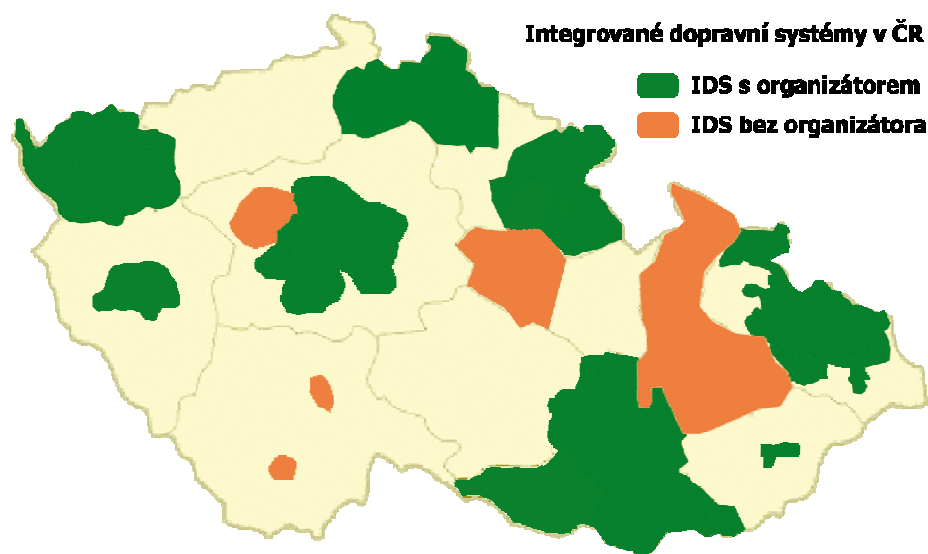 Integrované dopravní systémy v ČR
IDS s organizátorem
IDS bez organizátora